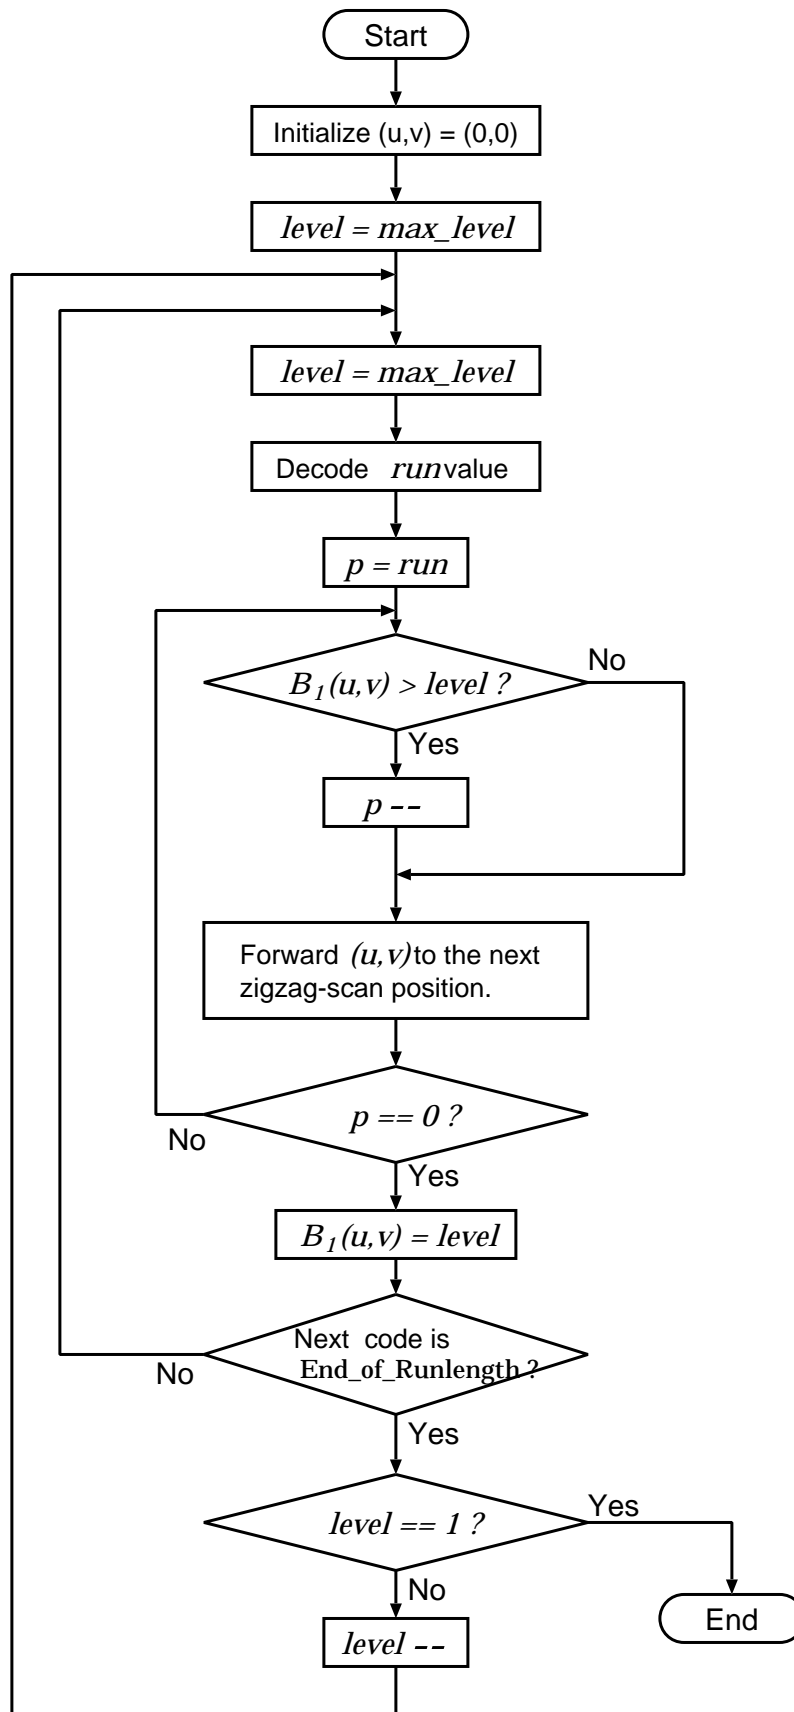 Start
Initialize (u,v) = (0,0)
level = max_level
level = max_level
Decode run value
p = run
B1(u,v) > level ?
No
Yes
p --
Forward (u,v) to the next
zigzag-scan position.
p == 0 ?
No
Yes
B1(u,v) = level
Next code is
End_of_Runlength ?
No
Yes
level == 1 ?
Yes
No
End
level --